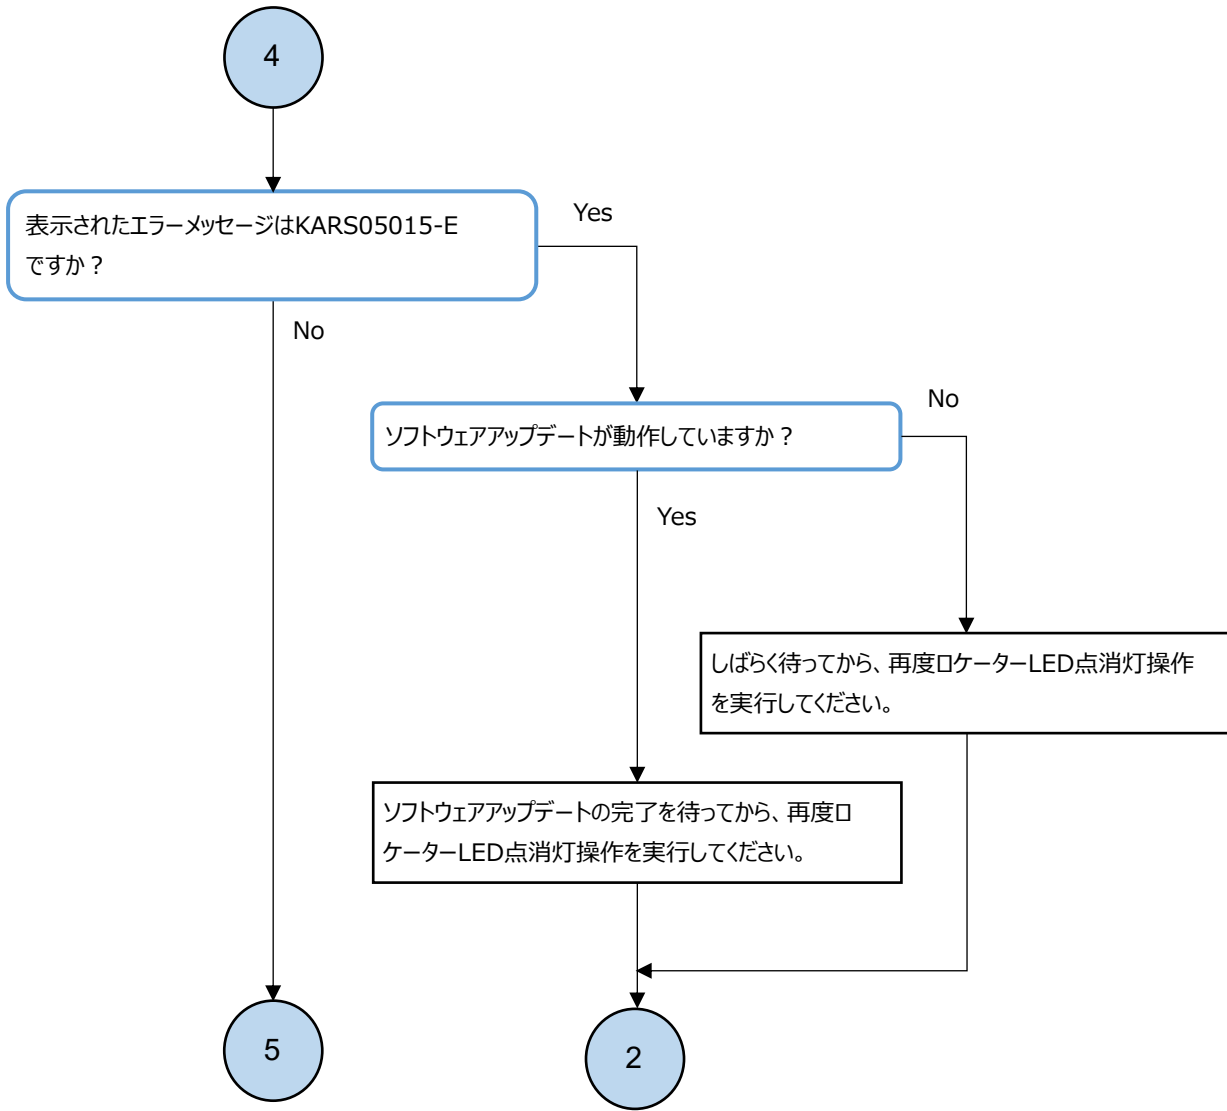 4
表示されたエラーメッセージはKARS05015-E
ですか？
Yes
No
No
ソフトウェアアップデートが動作していますか？
Yes
しばらく待ってから、再度ロケーターLED点消灯操作
を実行してください。
ソフトウェアアップデートの完了を待ってから、再度ロ
ケーターLED点消灯操作を実行してください。
5
2